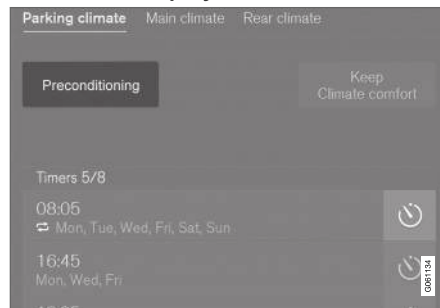 Parking climate Main climate Rear climate
Preconditioning
Keep
Climate comfort
Timers 5/8
08:05
Mon, Tue, Wed, Fri, Sat, Sun
16:45
Mon, Wed, Fri
G061134